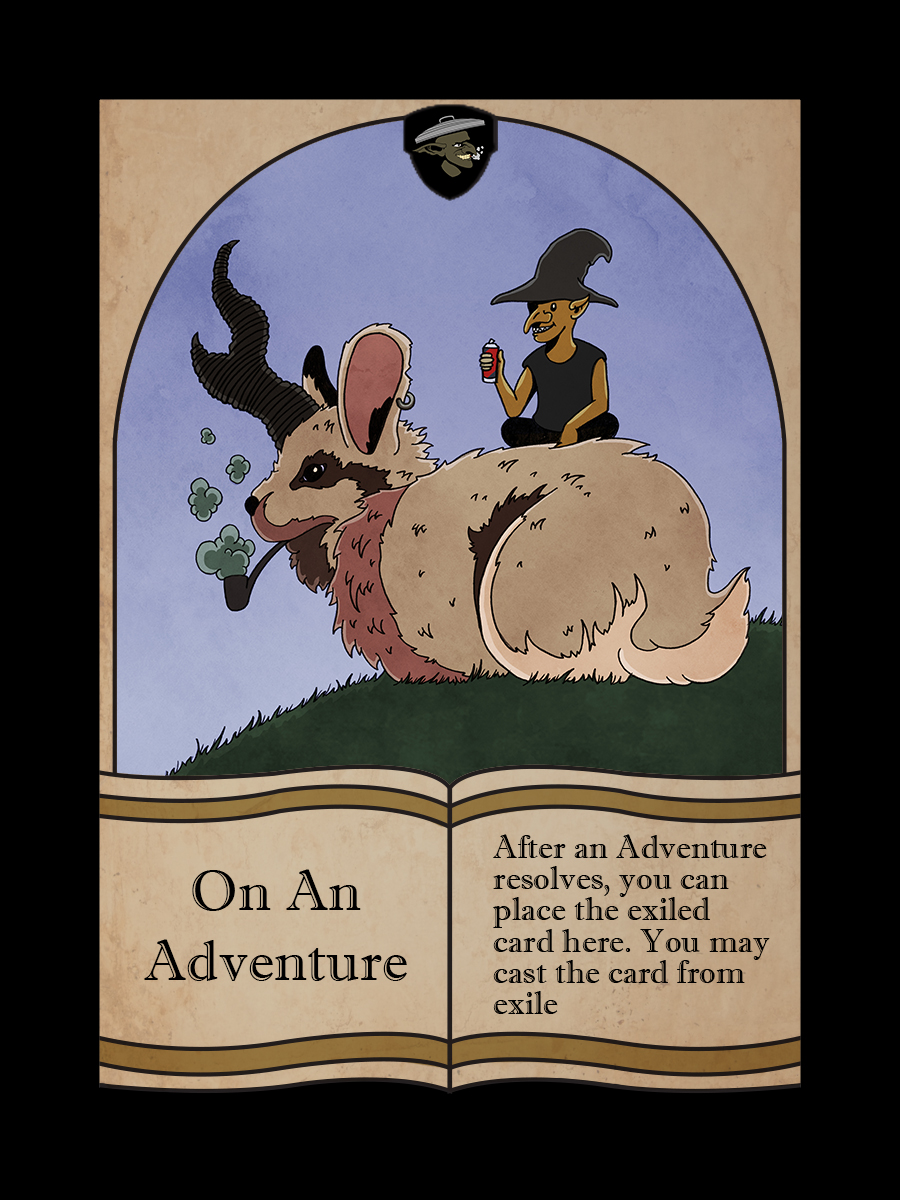 On An
Adventure
After an Adventure
resolves, you can
place the exiled
card here. You may
cast the card from
exile